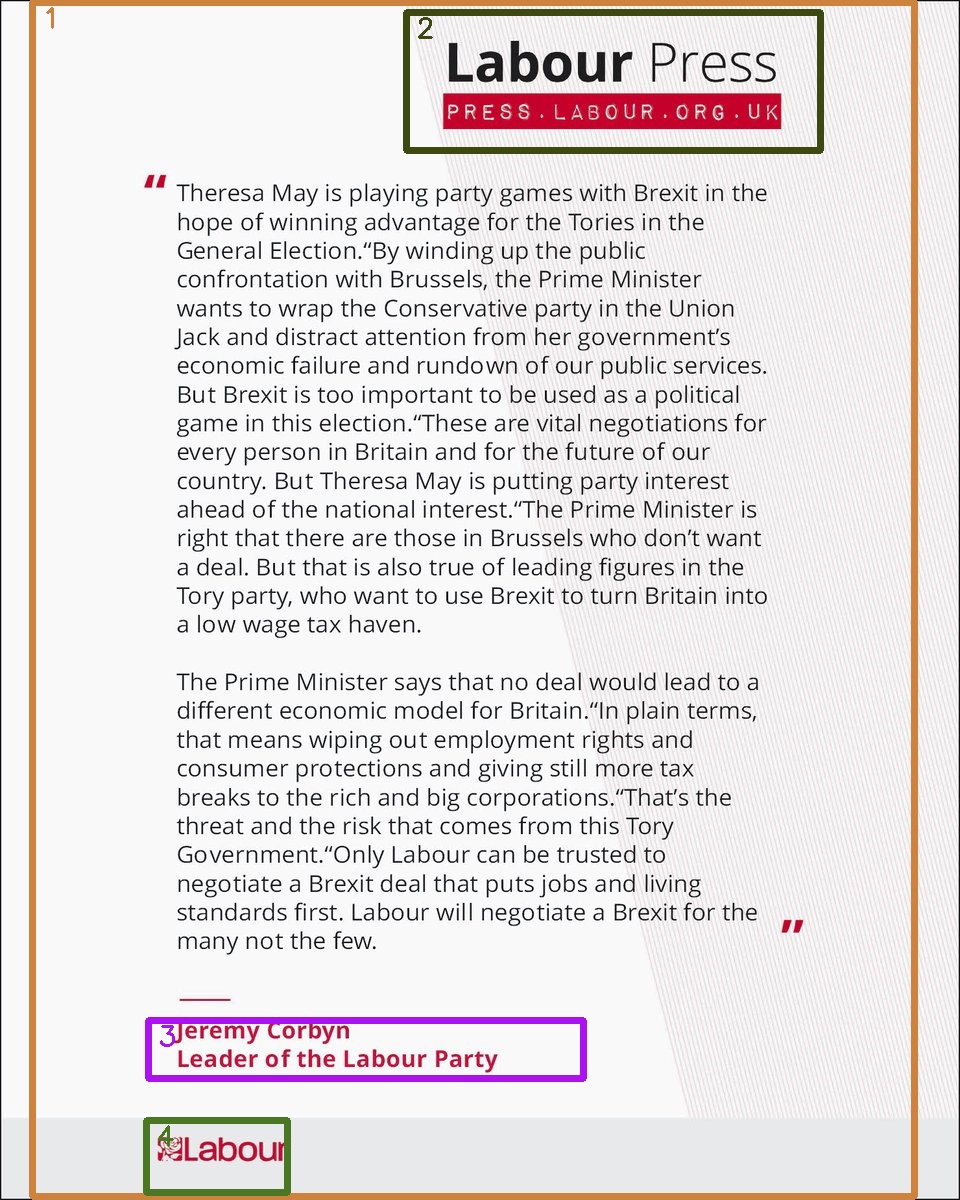 Labour Press
PRESS.LABOUR.ORG.UK
“ Theresa May is playing party games with Brexit in the
hope of winning advantage for the Tories in the
General Election.“By winding up the public
confrontation with Brussels, the Prime Minister
wants to wrap the Conservative party in the Union
Jack and distract attention from her government’s
economic failure and rundown of our public services.
But Brexit is too important to be used as a political
game in this election.“These are vital negotiations for
every person in Britain and for the future of our
country. But Theresa May is putting party interest
ahead of the national interest.“The Prime Minister is
right that there are those in Brussels who don’t want
a deal. But that is also true of leading figures in the
Tory party, who want to use Brexit to turn Britain into
a low wage tax haven.
The Prime Minister says that no deal would lead to a
different economic model for Britain.“In plain terms,
that means wiping out employment rights and
consumer protections and giving still more tax
breaks to the rich and big corporations.“That’s the
threat and the risk that comes from this Tory
Government.“Only Labour can be trusted to
negotiate a Brexit deal that puts jobs and living
standards first. Labour will negotiate a Brexit for the
many not the few. ”
Jeremy Corbyn
Leader of the Labour Party
Labour
1
2
3
4